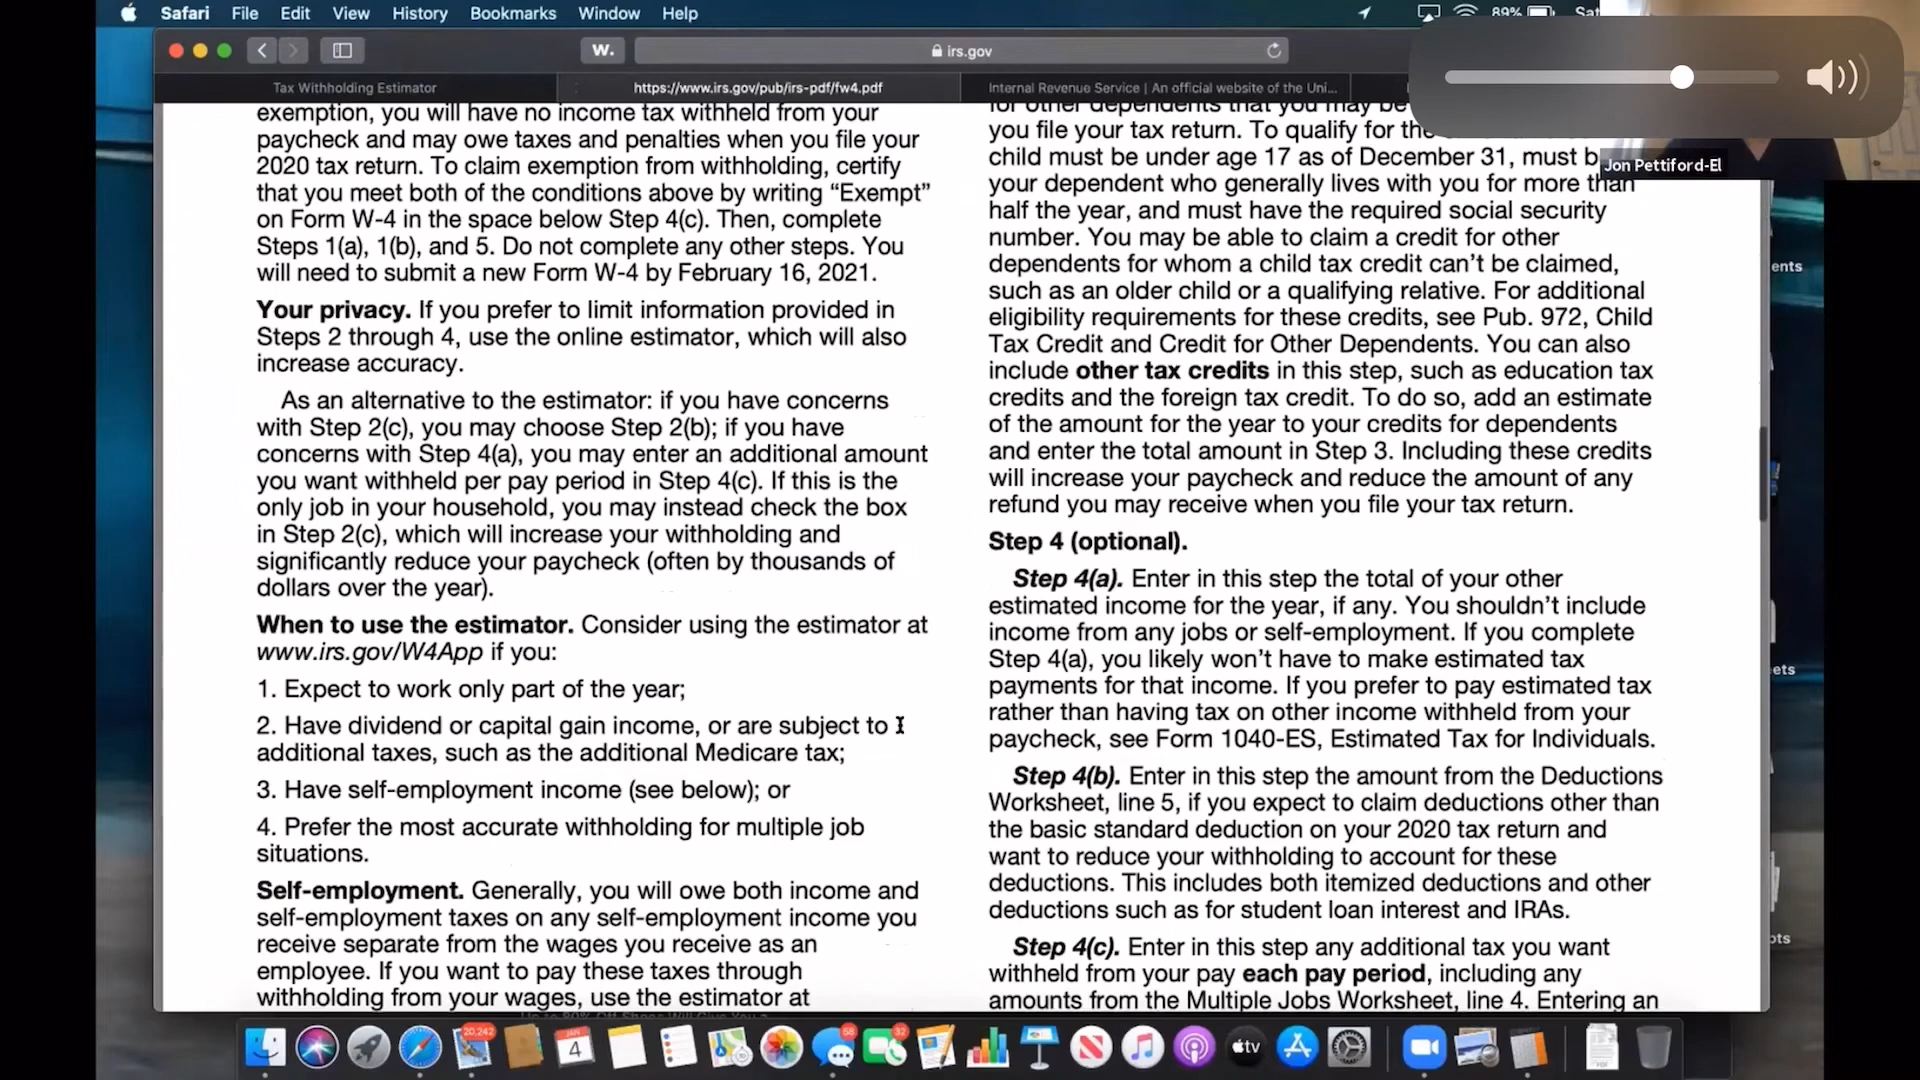 Safari File Edit View History Bookmarks Window Help
89%
W.
irs.gov
Tax Withholding Estimator
https://www.irs.gov/pub/irs-pdf/fw4.pdf
Internal Revenue Service | An official website of the Uni...
Jon Pettiford-El
exemption, you will have no income tax withheld from your
paycheck and may owe taxes and penalties when you file your
2020 tax return. To claim exemption from withholding, certify
that you meet both of the conditions above by writing “Exempt”
on Form W-4 in the space below Step 4(c). Then, complete
Steps 1(a), 1(b), and 5. Do not complete any other steps. You
will need to submit a new Form W-4 by February 16, 2021.
Your privacy. If you prefer to limit information provided in
Steps 2 through 4, use the online estimator, which will also
increase accuracy.
As an alternative to the estimator: if you have concerns
with Step 2(c), you may choose Step 2(b); if you have
concerns with Step 4(a), you may enter an additional amount
you want withheld per pay period in Step 4(c). If this is the
only job in your household, you may instead check the box
in Step 2(c), which will increase your withholding and
significantly reduce your paycheck (often by thousands of
dollars over the year).
When to use the estimator. Consider using the estimator at
www.irs.gov/W4App if you:
1. Expect to work only part of the year;
2. Have dividend or capital gain income, or are subject to
additional taxes, such as the additional Medicare tax;
3. Have self-employment income (see below); or
4. Prefer the most accurate withholding for multiple job
situations.
Self-employment. Generally, you will owe both income and
self-employment taxes on any self-employment income you
receive separate from the wages you receive as an
employee. If you want to pay these taxes through
withholding from your wages, use the estimator at
for other dependents that you may be
you file your tax return. To qualify for the
child must be under age 17 as of December 31, must
your dependent who generally lives with you for more than
half the year, and must have the required social security
number. You may be able to claim a credit for other
dependents for whom a child tax credit can’t be claimed,
such as an older child or a qualifying relative. For additional
eligibility requirements for these credits, see Pub. 972, Child
Tax Credit and Credit for Other Dependents. You can also
include other tax credits in this step, such as education tax
credits and the foreign tax credit. To do so, add an estimate
of the amount for the year to your credits for dependents
and enter the total amount in Step 3. Including these credits
will increase your paycheck and reduce the amount of any
refund you may receive when you file your tax return.
Step 4 (optional).
Step 4(a). Enter in this step the total of your other
estimated income for the year, if any. You shouldn’t include
income from any jobs or self-employment. If you complete
Step 4(a), you likely won’t have to make estimated tax
payments for that income. If you prefer to pay estimated tax
rather than having tax on other income withheld from your
paycheck, see Form 1040-ES, Estimated Tax for Individuals.
Step 4(b). Enter in this step the amount from the Deductions
Worksheet, line 5, if you expect to claim deductions other than
the basic standard deduction on your 2020 tax return and
want to reduce your withholding to account for these
deductions. This includes both itemized deductions and other
deductions such as for student loan interest and IRAs.
Step 4(c). Enter in this step any additional tax you want
withheld from your pay each pay period, including any
amounts from the Multiple Jobs Worksheet, line 4. Entering an
20,242
JAN
4
58
32
tv